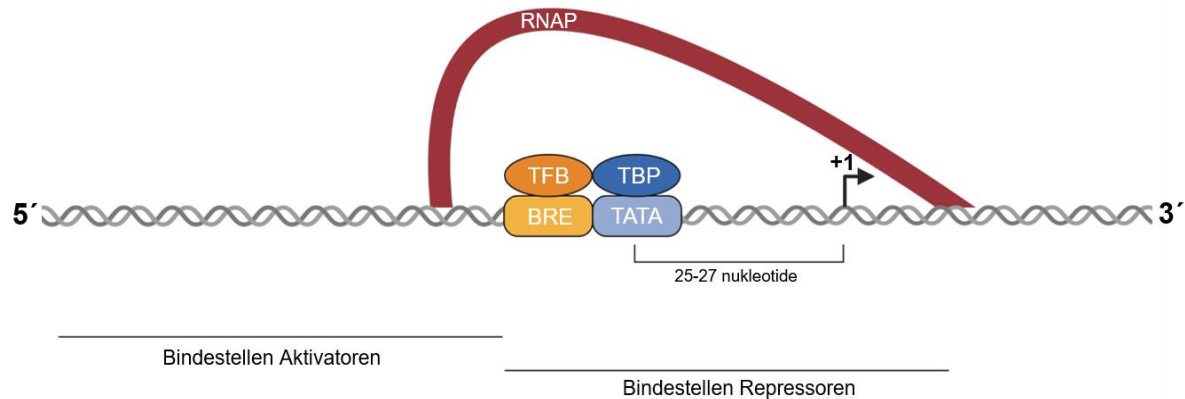 RNAP
+1
TFB TBP
5´ BRE TATA 3´
25-27 nukleotide
Bindestellen Aktivatoren
Bindestellen Repressoren